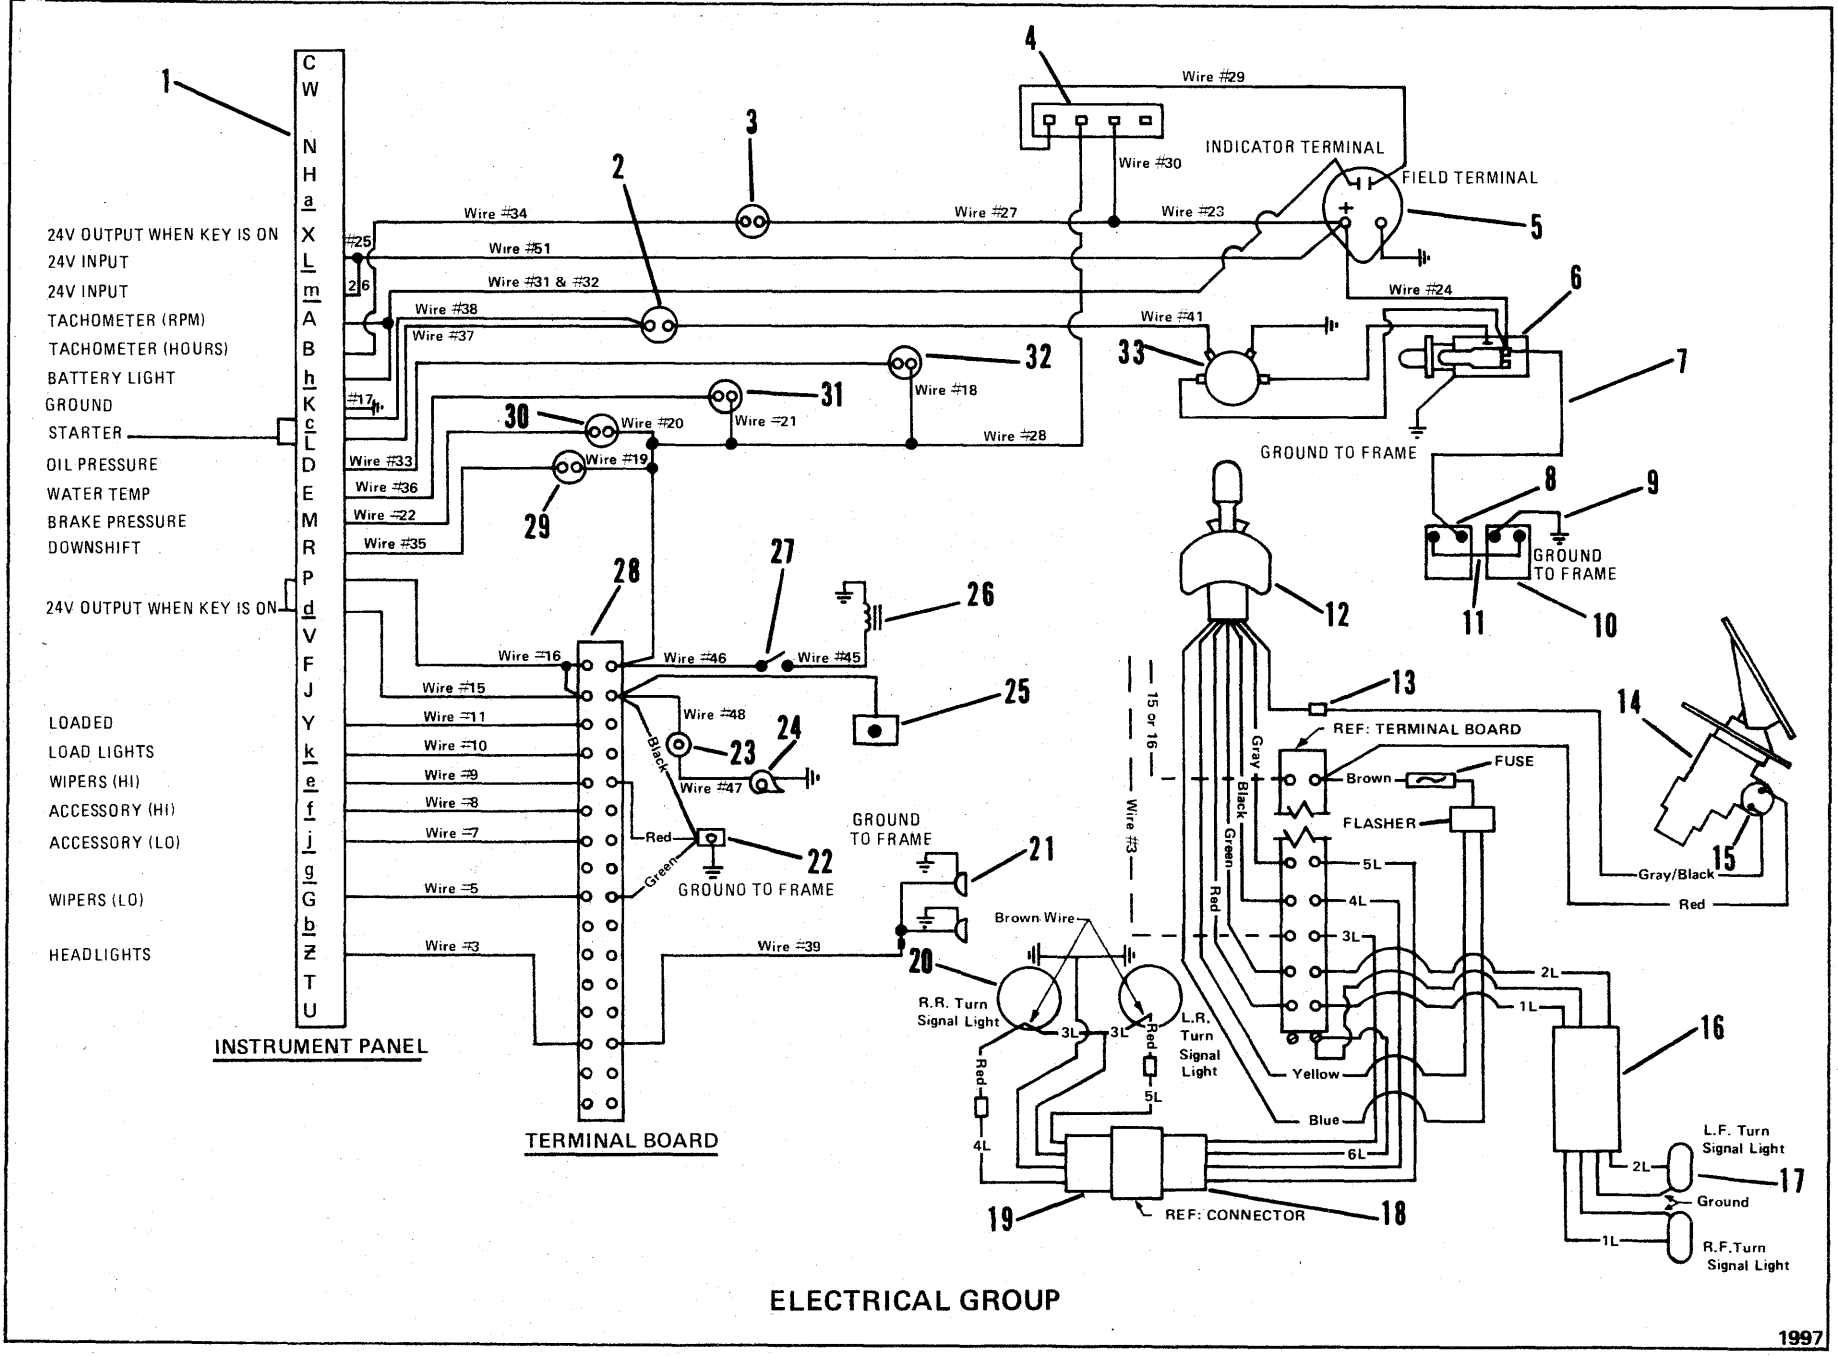 4
Wire #29
1
C
W
N
H
a
X
L
m
A
B
h
K
c
L
D
E
M
R
P
d
V
F
J
Y
k
e
f
j
g
G
b
Z
T
U
24V OUTPUT WHEN KEY IS ON
24V INPUT
24V INPUT
TACHOMETER (RPM)
TACHOMETER (HOURS)
BATTERY LIGHT
GROUND
STARTER
OIL PRESSURE
WATER TEMP
BRAKE PRESSURE
DOWNSHIFT
24V OUTPUT WHEN KEY IS ON
LOADED
LOAD LIGHTS
WIPERS (HI)
ACCESSORY (HI)
ACCESSORY (LO)
WIPERS (LO)
HEADLIGHTS
INSTRUMENT PANEL
3
2
Wire #30
INDICATOR TERMINAL
FIELD TERMINAL
+
5
Wire #34
Wire #27
Wire #23
#25
Wire #51
26
Wire #31 & #32
Wire #24
6
Wire #38
Wire #37
Wire #41
33
32
7
#17
31
Wire #18
30
Wire #20
Wire #21
Wire #28
GROUND TO FRAME
Wire #33
Wire #19
Wire #36
Wire #22
29
Wire #35
8
9
GROUND
TO FRAME
11
10
12
28
27
26
Wire #16
Wire #46
Wire #45
Wire #15
25
Wire #11
Wire #48
Wire #10
Black
23
24
Wire #9
Wire #47
Wire #8
Wire #7
Red
22
Green
GROUND TO FRAME
Wire #5
Wire #3
Wire #39
TERMINAL BOARD
GROUND
TO FRAME
21
15 or 16
Wire #3
Gray
Black
Green
Red
13
REF: TERMINAL BOARD
Brown
FUSE
FLASHER
14
15
Gray/Black
Red
5L
4L
3L
2L
1L
Yellow
Blue
Brown Wire
20
R.R. Turn
Signal Light
3L
3L
Red
L.R.
Turn
Signal
Light
Red
5L
4L
6L
19
18
REF: CONNECTOR
16
L.F. Turn
Signal Light
2L
17
Ground
1L
R.F. Turn
Signal Light
ELECTRICAL GROUP
1997